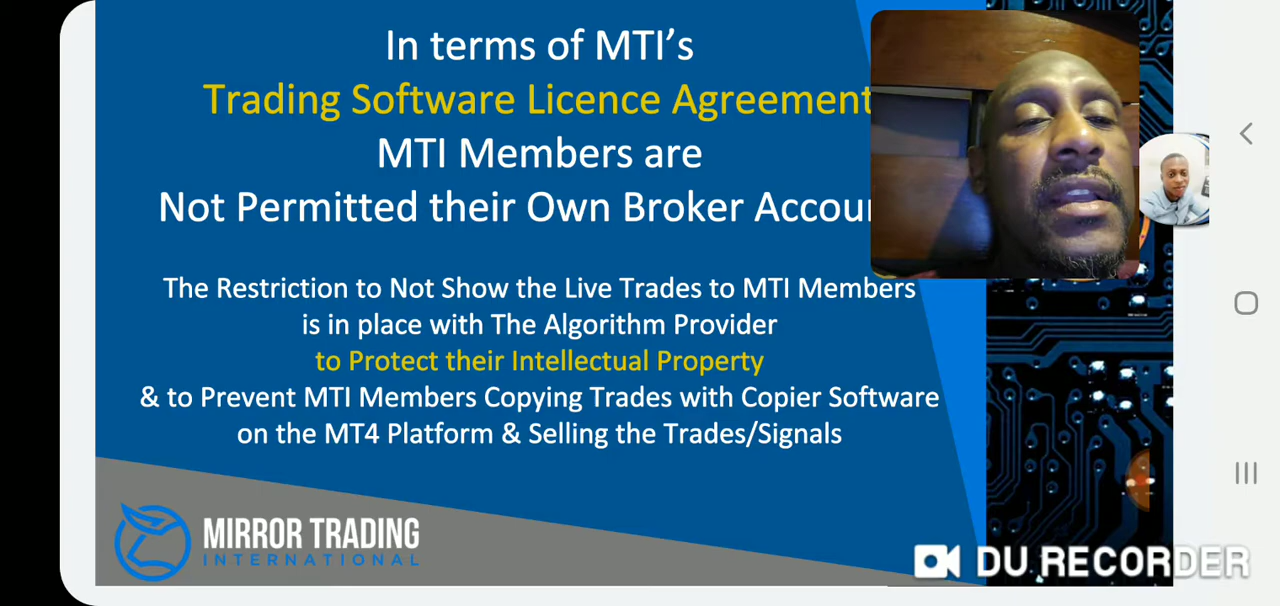 In terms of MTI's
Trading Software Licence Agreement
MTI Members are
Not Permitted their Own Broker Accou
The Restriction to Not Show the Live Trades to MTI Members
is in place with The Algorithm Provider
to Protect their Intellectual Property
& to Prevent MTI Members Copying Trades with Copier Software
on the MT4 Platform & Selling the Trades/Signals
MIRROR TRADING
INTERNATIONAL
DU RECORDER